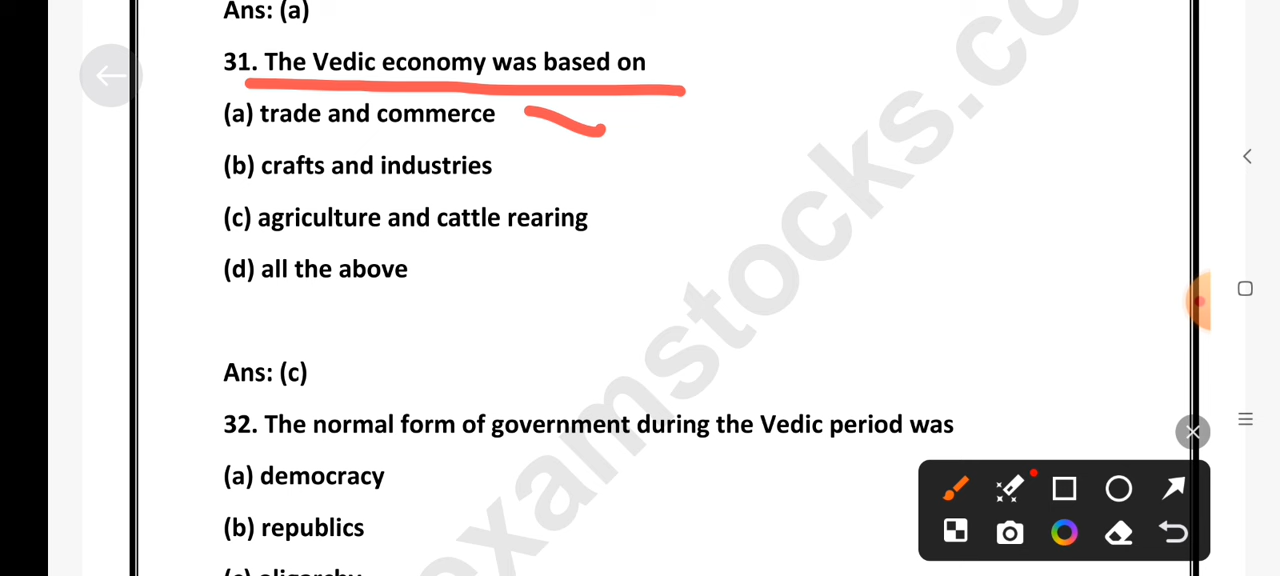 Ans: (a)
31. The Vedic economy was based on
(a) trade and commerce
(b) crafts and industries
(c) agriculture and cattle rearing
(d) all the above
Ans: (c)
32. The normal form of government during the Vedic period was
(a) democracy
(b) republics
(c) oligarchy
examstocks.co